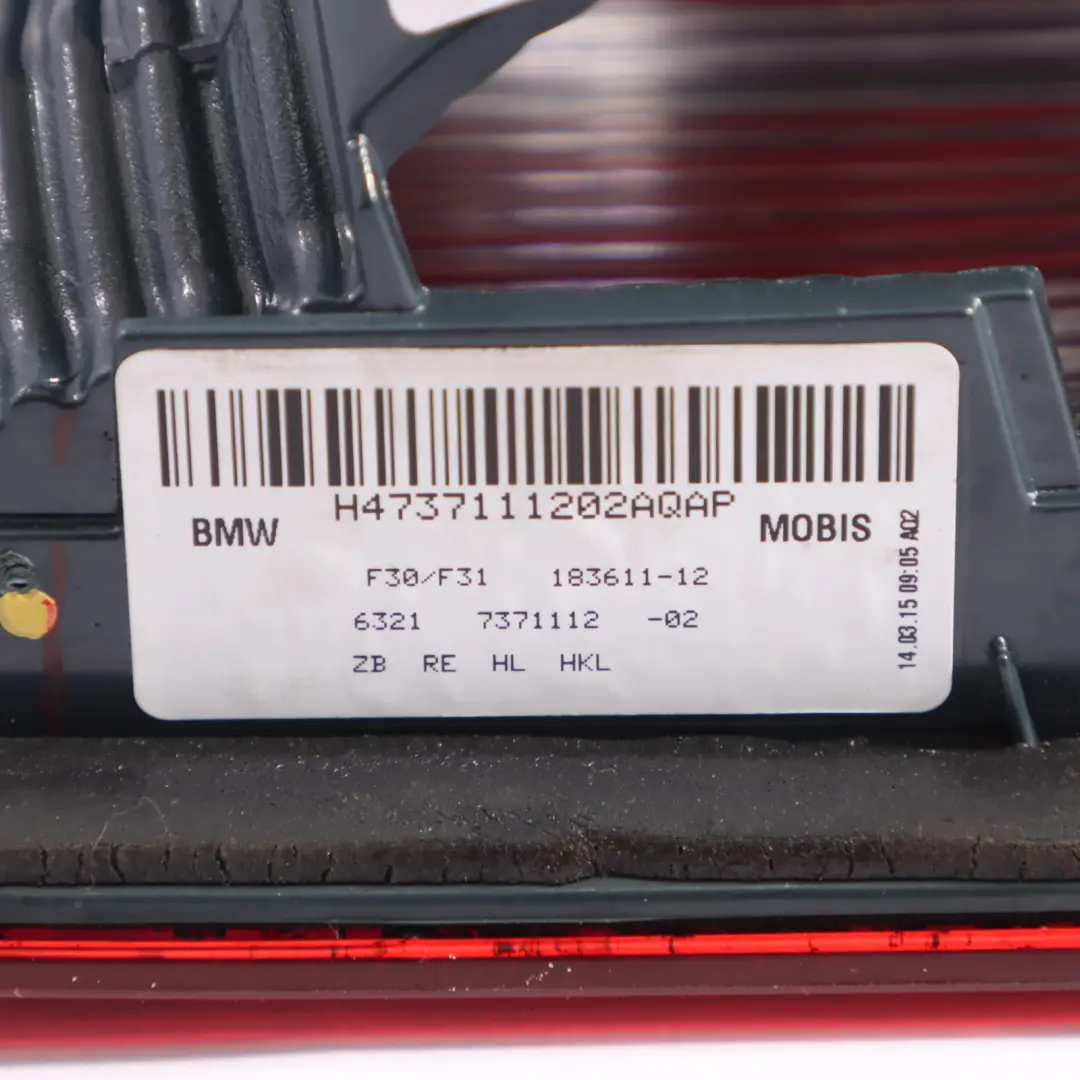 H4737111202AQAP
BMW MOBIS
F30/F31 183611-12
6321 7371112 -02
ZB RE HL HKL
14.03.15 09:05 A02